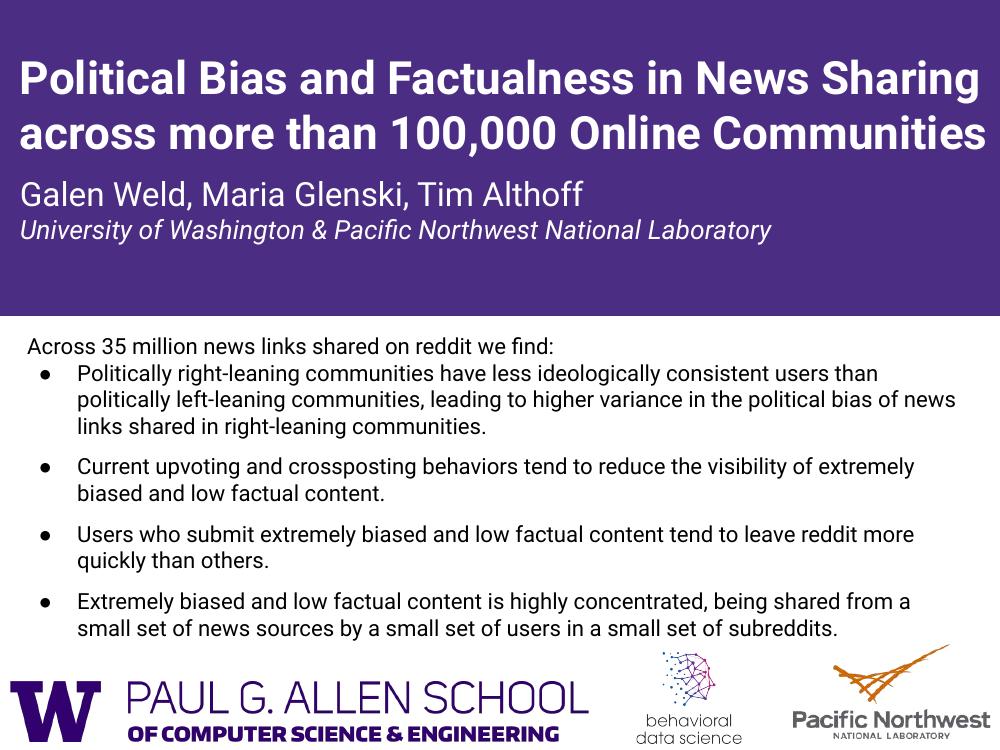 Political Bias and Factualness in News Sharing
across more than 100,000 Online Communities
Galen Weld, Maria Glenski, Tim Althoff
University of Washington & Pacific Northwest National Laboratory
Across 35 million news links shared on reddit we find:
● Politically right-leaning communities have less ideologically consistent users than
politically left-leaning communities, leading to higher variance in the political bias of news
links shared in right-leaning communities.
● Current upvoting and crossposting behaviors tend to reduce the visibility of extremely
biased and low factual content.
● Users who submit extremely biased and low factual content tend to leave reddit more
quickly than others.
● Extremely biased and low factual content is highly concentrated, being shared from a
small set of news sources by a small set of users in a small set of subreddits.
W
PAUL G. ALLEN SCHOOL
OF COMPUTER SCIENCE & ENGINEERING
behavioral
data science
Pacific Northwest
NATIONAL LABORATORY